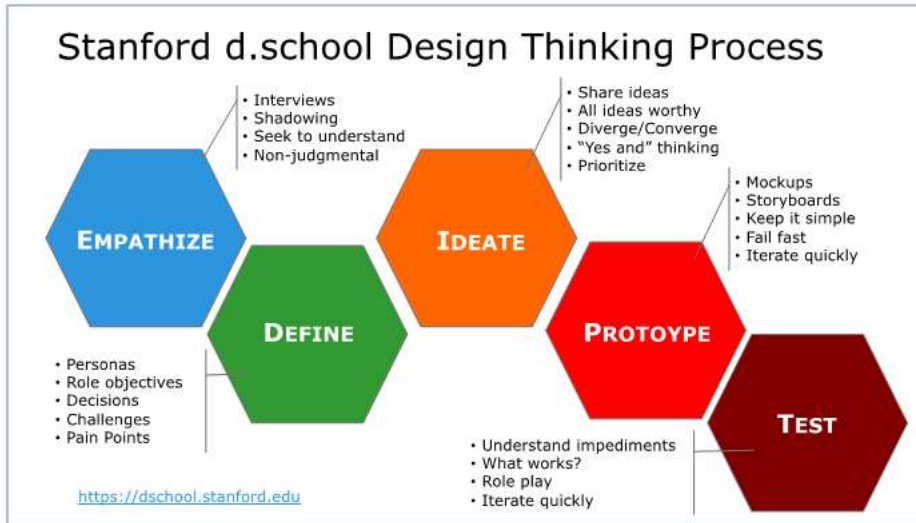 Stanford d.school Design Thinking Process
• Interviews
• Shadowing
• Seek to understand
• Non-judgmental
EMPATHIZE
• Personas
• Role objectives
• Decisions
• Challenges
• Pain Points
DEFINE
• Share ideas
• All ideas worthy
• Diverge/Converge
• “Yes and” thinking
• Prioritize
IDEATE
• Mockups
• Storyboards
• Keep it simple
• Fail fast
• Iterate quickly
PROTOYPE
• Understand impediments
• What works?
• Role play
• Iterate quickly
TEST
https://dschool.stanford.edu